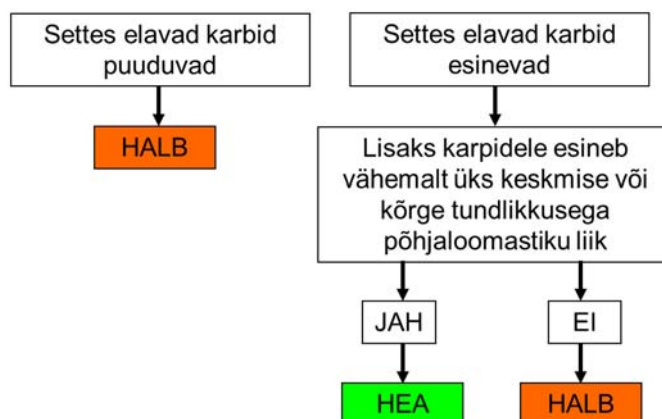 Settes elavad karbid
puuduvad
HALB
Settes elavad karbid
esinevad
Lisaks karpidele esineb
vähemalt üks keskmise või
kõrge tundlikkusega
põhjaloomastiku liik
JAH
EI
HEA
HALB